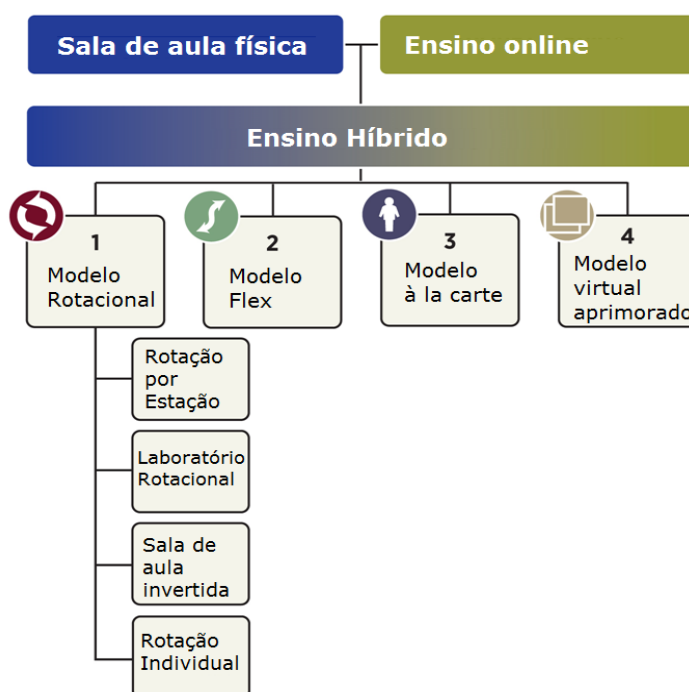 Sala de aula física
Ensino online
Ensino Híbrido
1
Modelo
Rotacional
2
Modelo
Flex
3
Modelo
à la carte
4
Modelo
virtual
aprimorado
Rotação
por
Estação
Laboratório
Rotacional
Sala de
aula
invertida
Rotação
Individual